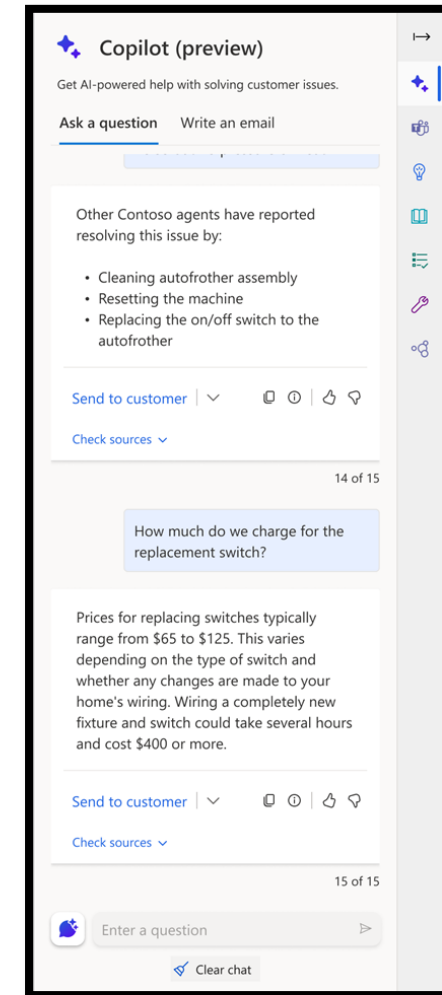 Copilot (preview)
Get AI-powered help with solving customer issues.
Ask a question Write an email
Other Contoso agents have reported
resolving this issue by:
• Cleaning autofrother assembly
• Resetting the machine
• Replacing the on/off switch to the
autofrother
Send to customer
Check sources
14 of 15
How much do we charge for the
replacement switch?
Prices for replacing switches typically
range from $65 to $125. This varies
depending on the type of switch and
whether any changes are made to your
home's wiring. Wiring a completely new
fixture and switch could take several hours
and cost $400 or more.
Send to customer
Check sources
15 of 15
Enter a question
Clear chat